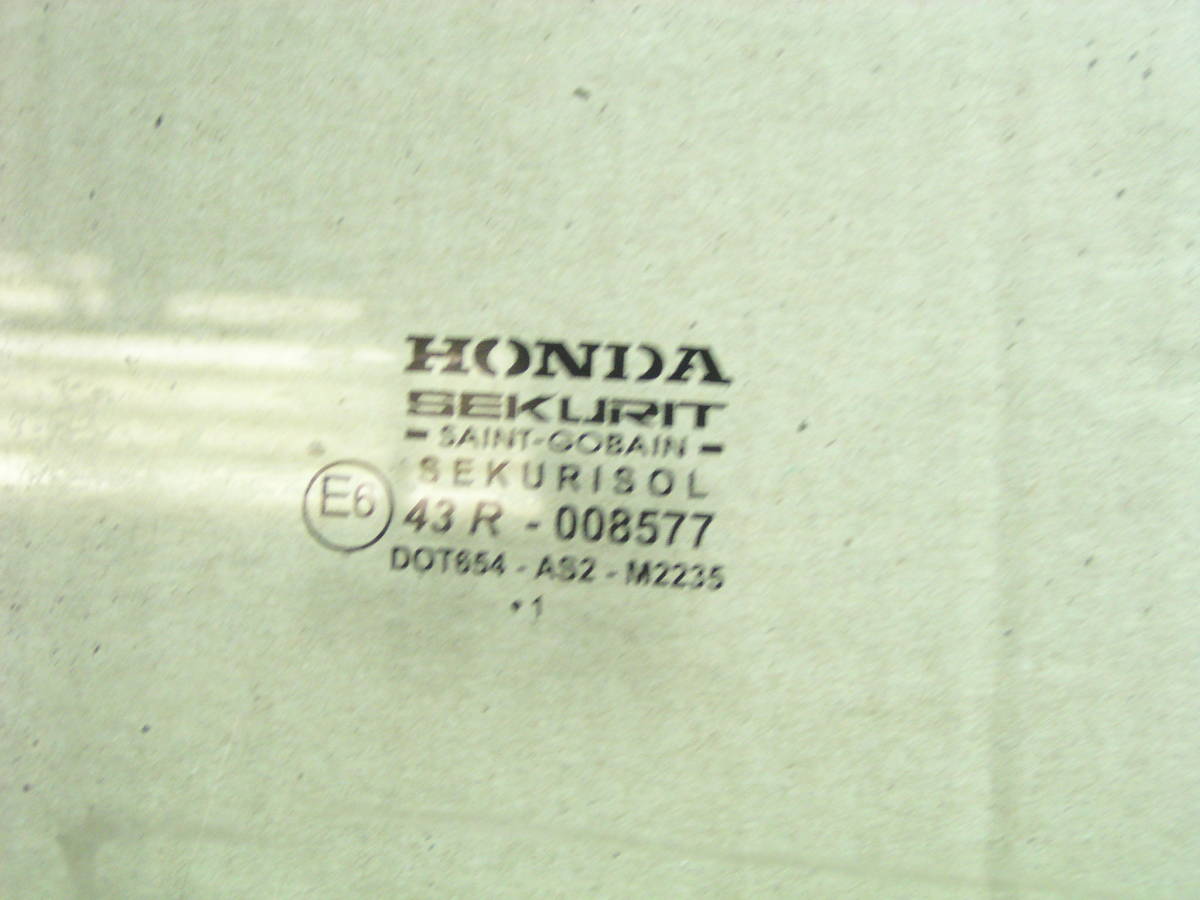 HONDA
SEKURIT
- SAINT-GOBAIN -
SEKURISOL
E6 43 R - 008577
DOT654 - AS2 - M2235
• 1